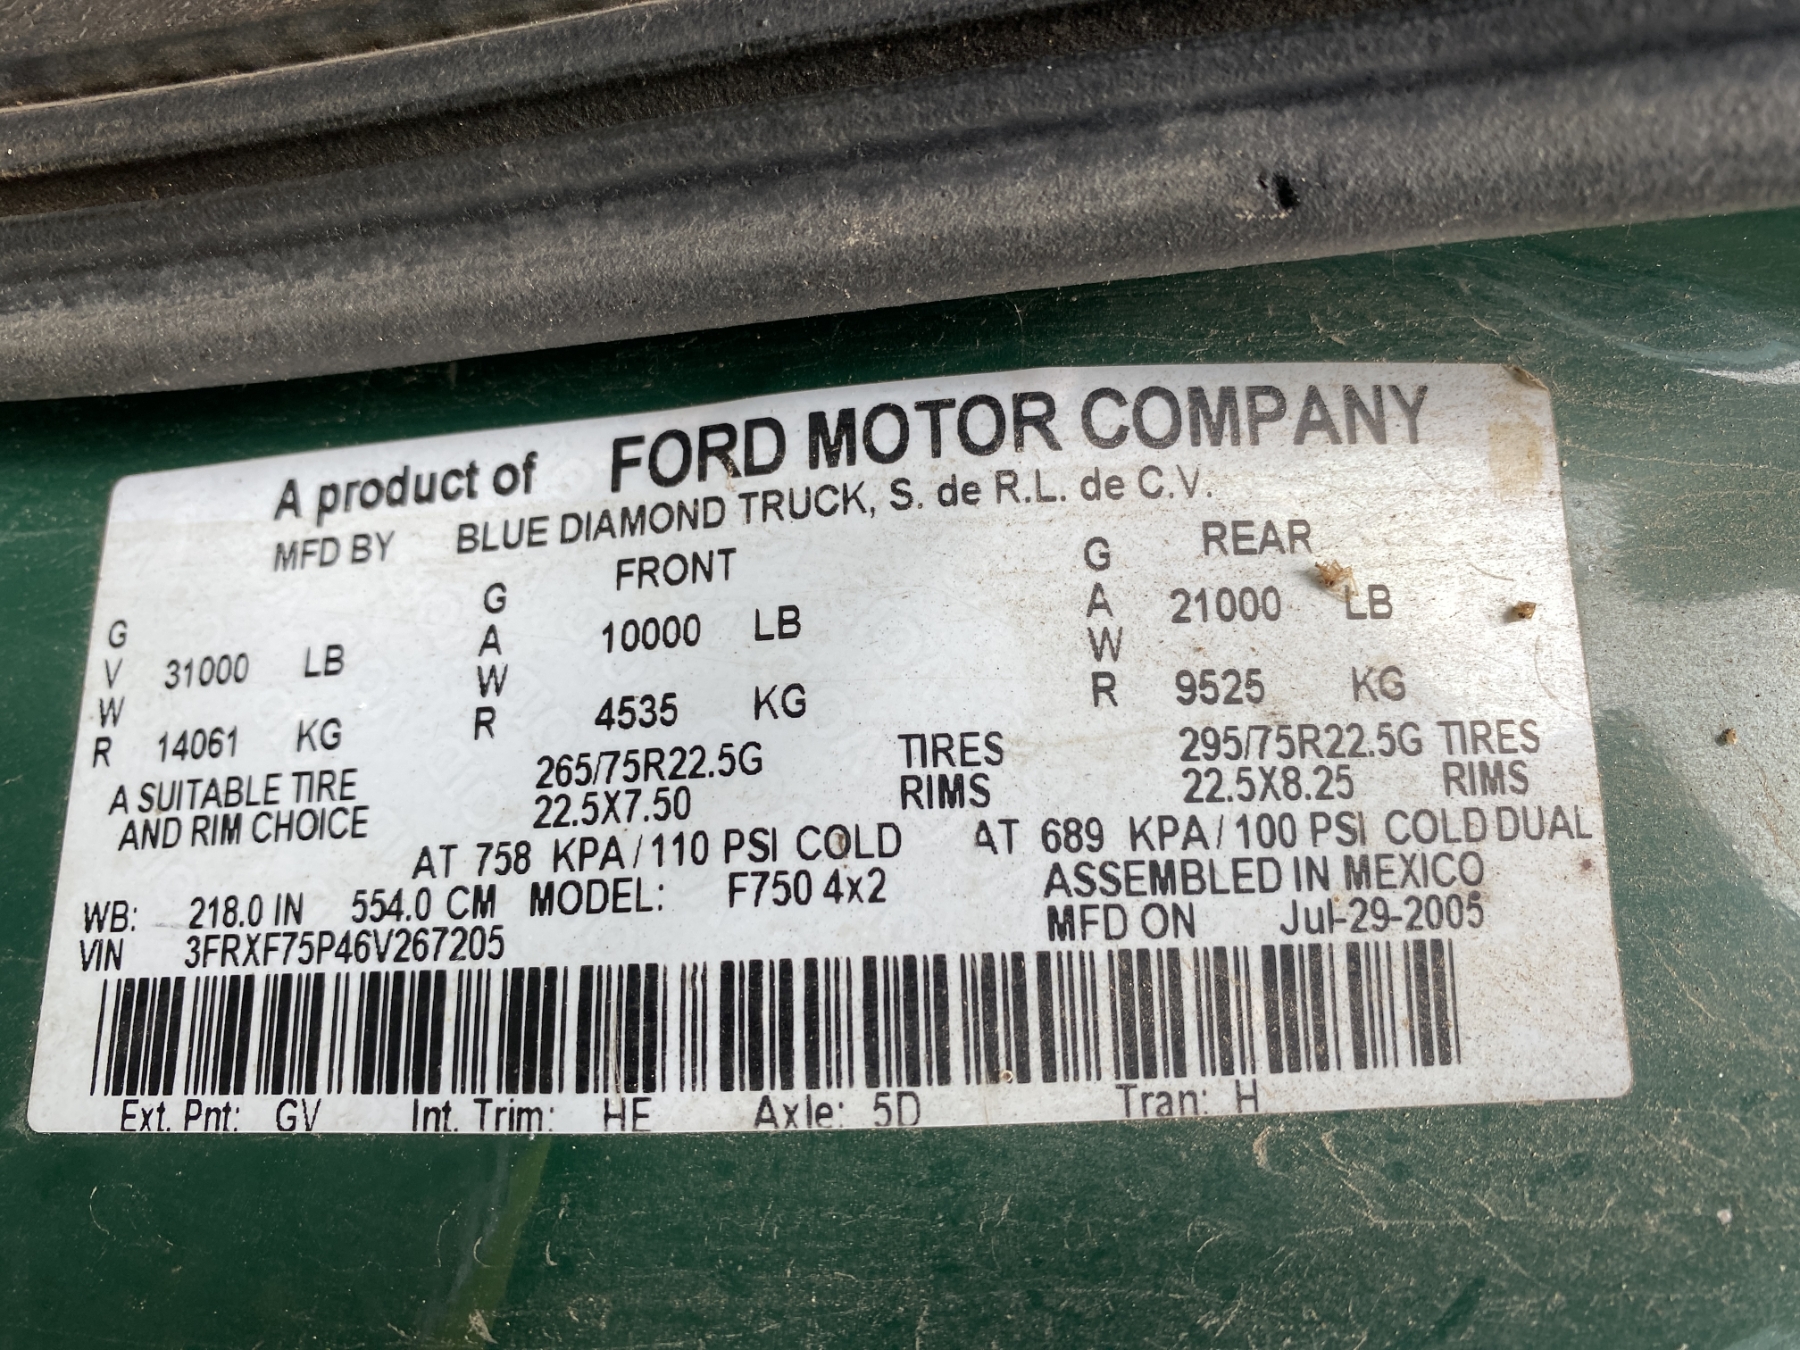 A product of FORD MOTOR COMPANY
MFD BY BLUE DIAMOND TRUCK, S. de R.L. de C.V.
FRONT REAR
GVWR 31000 LB GAWR 10000 LB GAWR 21000 LB
14061 KG 4535 KG 9525 KG
A SUITABLE TIRE 265/75R22.5G TIRES 295/75R22.5G TIRES
AND RIM CHOICE 22.5X7.50 RIMS 22.5X8.25 RIMS
AT 758 KPA/110 PSI COLD AT 689 KPA/100 PSI COLD DUAL
WB: 218.0 IN 554.0 CM MODEL: F750 4x2 ASSEMBLED IN MEXICO
VIN 3FRXF75P46V267205 MFD ON Jul-29-2005
Ext. Pnt: GV Int. Trim: HE Axle: 5D Tran: H